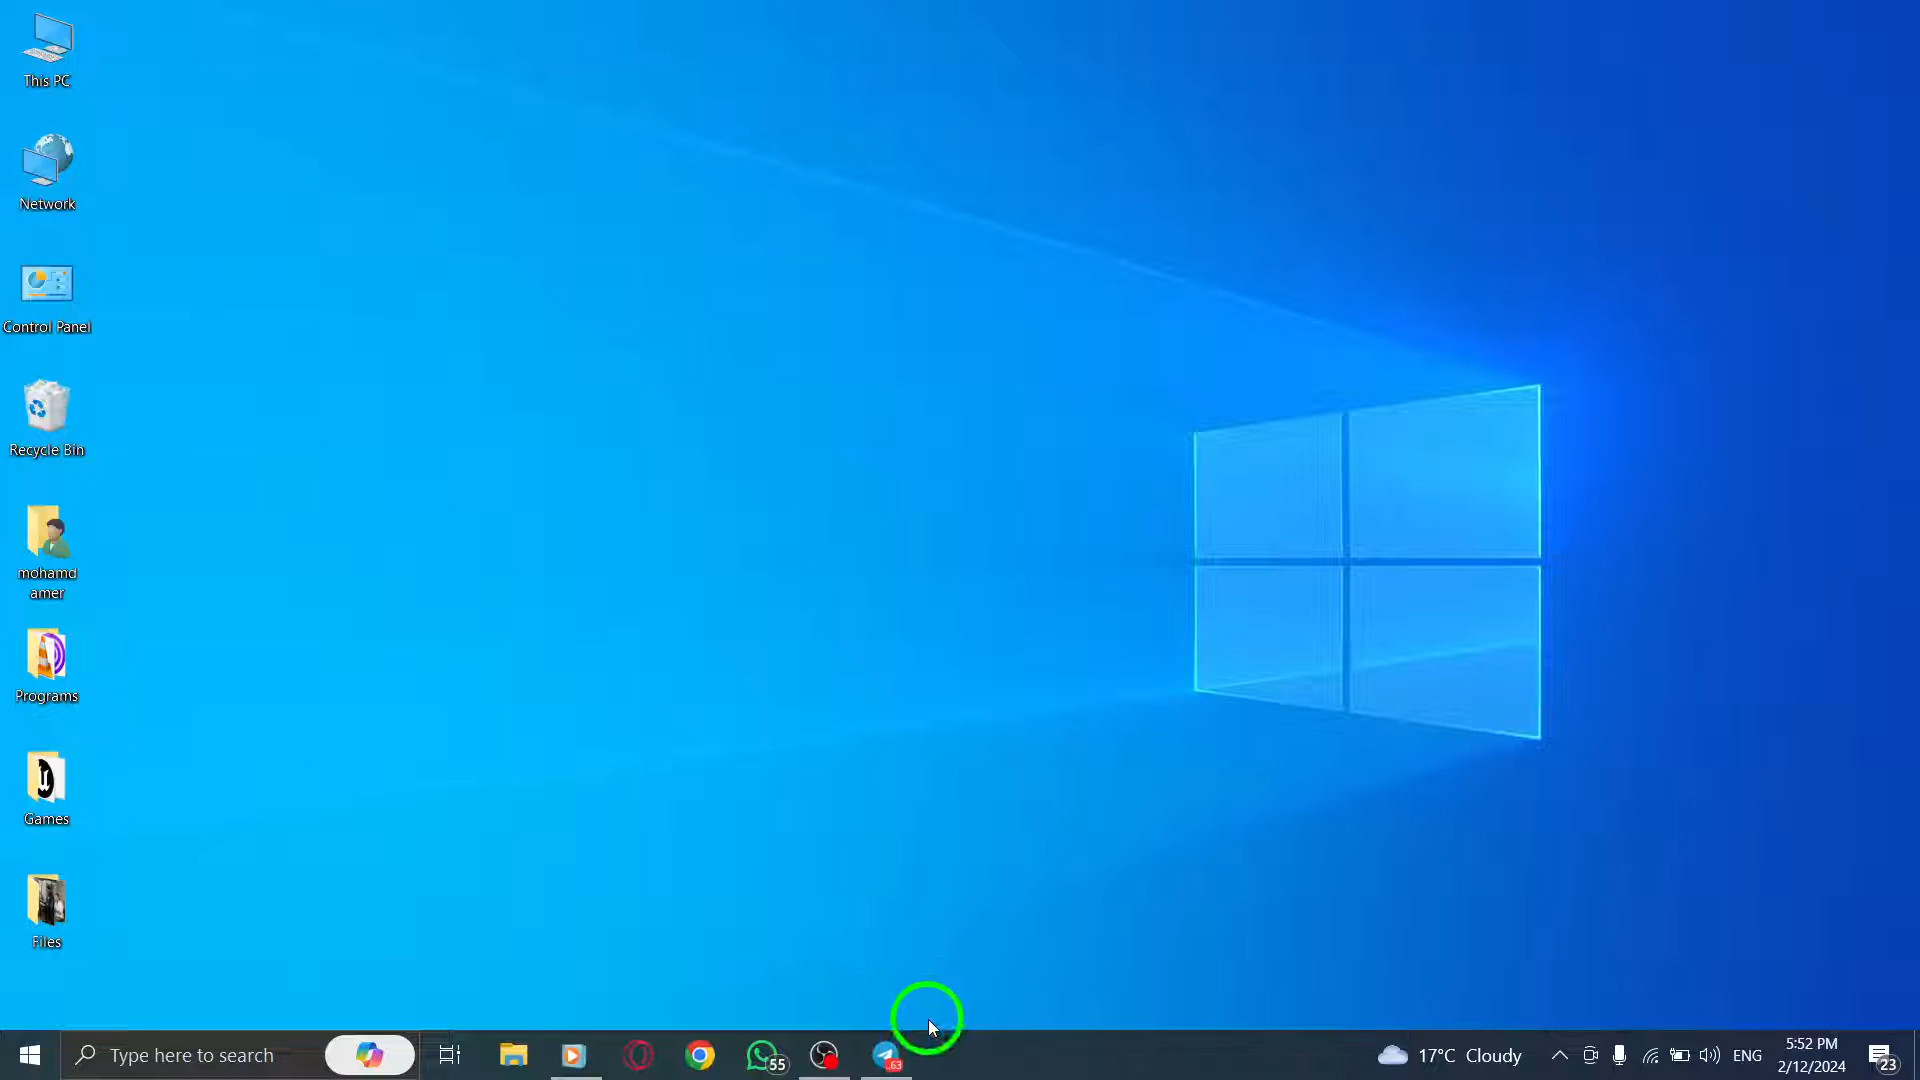 This PC
Network
Control Panel
Recycle Bin
mohamd
amer
Programs
Games
Files
Type here to search
55
.63
17°C Cloudy
ENG
5:52 PM
2/12/2024
23